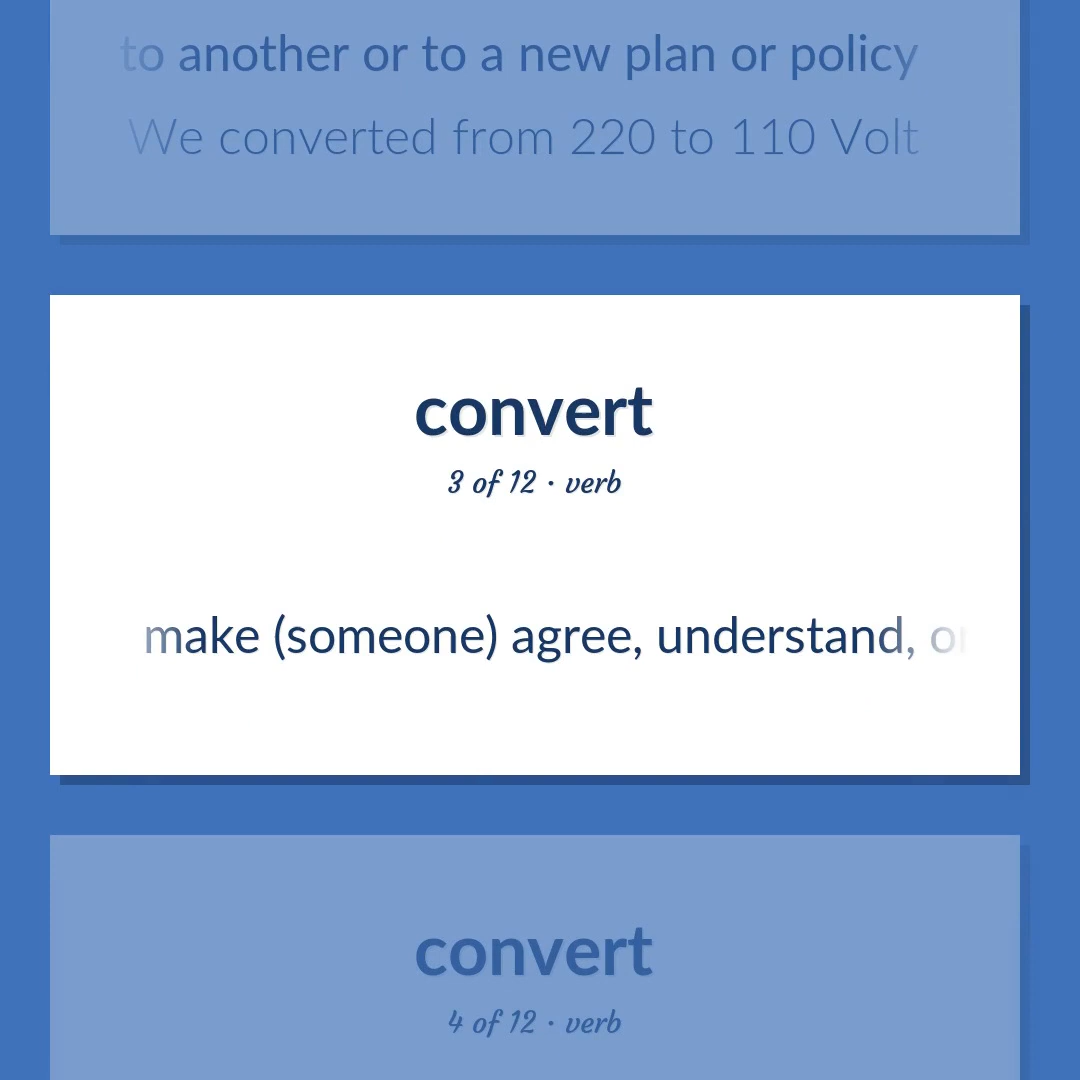 to another or to a new plan or policy
We converted from 220 to 110 Volt
convert
3 of 12 · verb
make (someone) agree, understand, or
convert
4 of 12 · verb